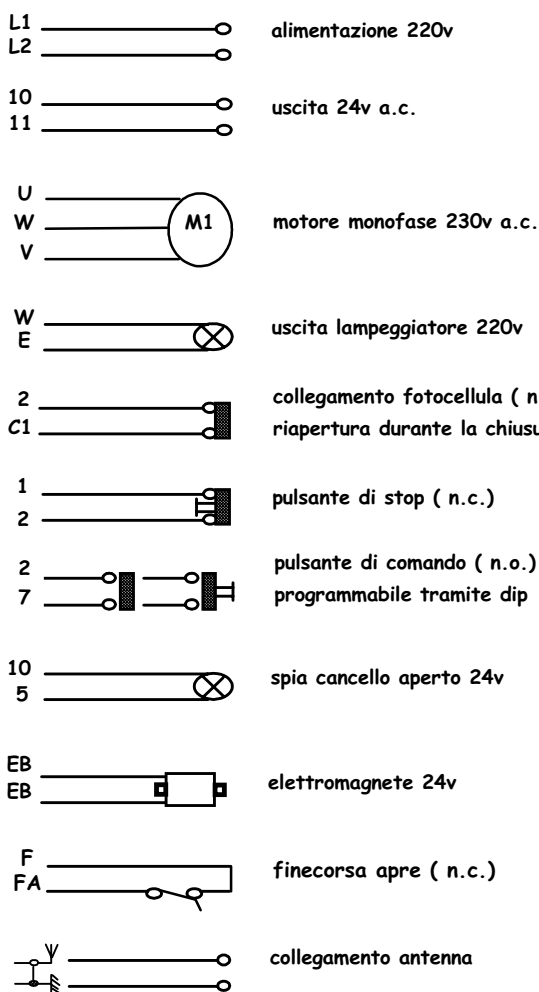 L1
L2
alimentazione 220v
10
11
uscita 24v a.c.
U
W
V
M1
motore monofase 230v a.c.
W
E
uscita lampeggiatore 220v
2
C1
collegamento fotocellula ( n
riapertura durante la chiusu
1
2
pulsante di stop ( n.c.)
2
7
pulsante di comando ( n.o.)
programmabile tramite dip
10
5
spia cancello aperto 24v
EB
EB
elettromagnete 24v
F
FA
finecorsa apre ( n.c.)
collegamento antenna